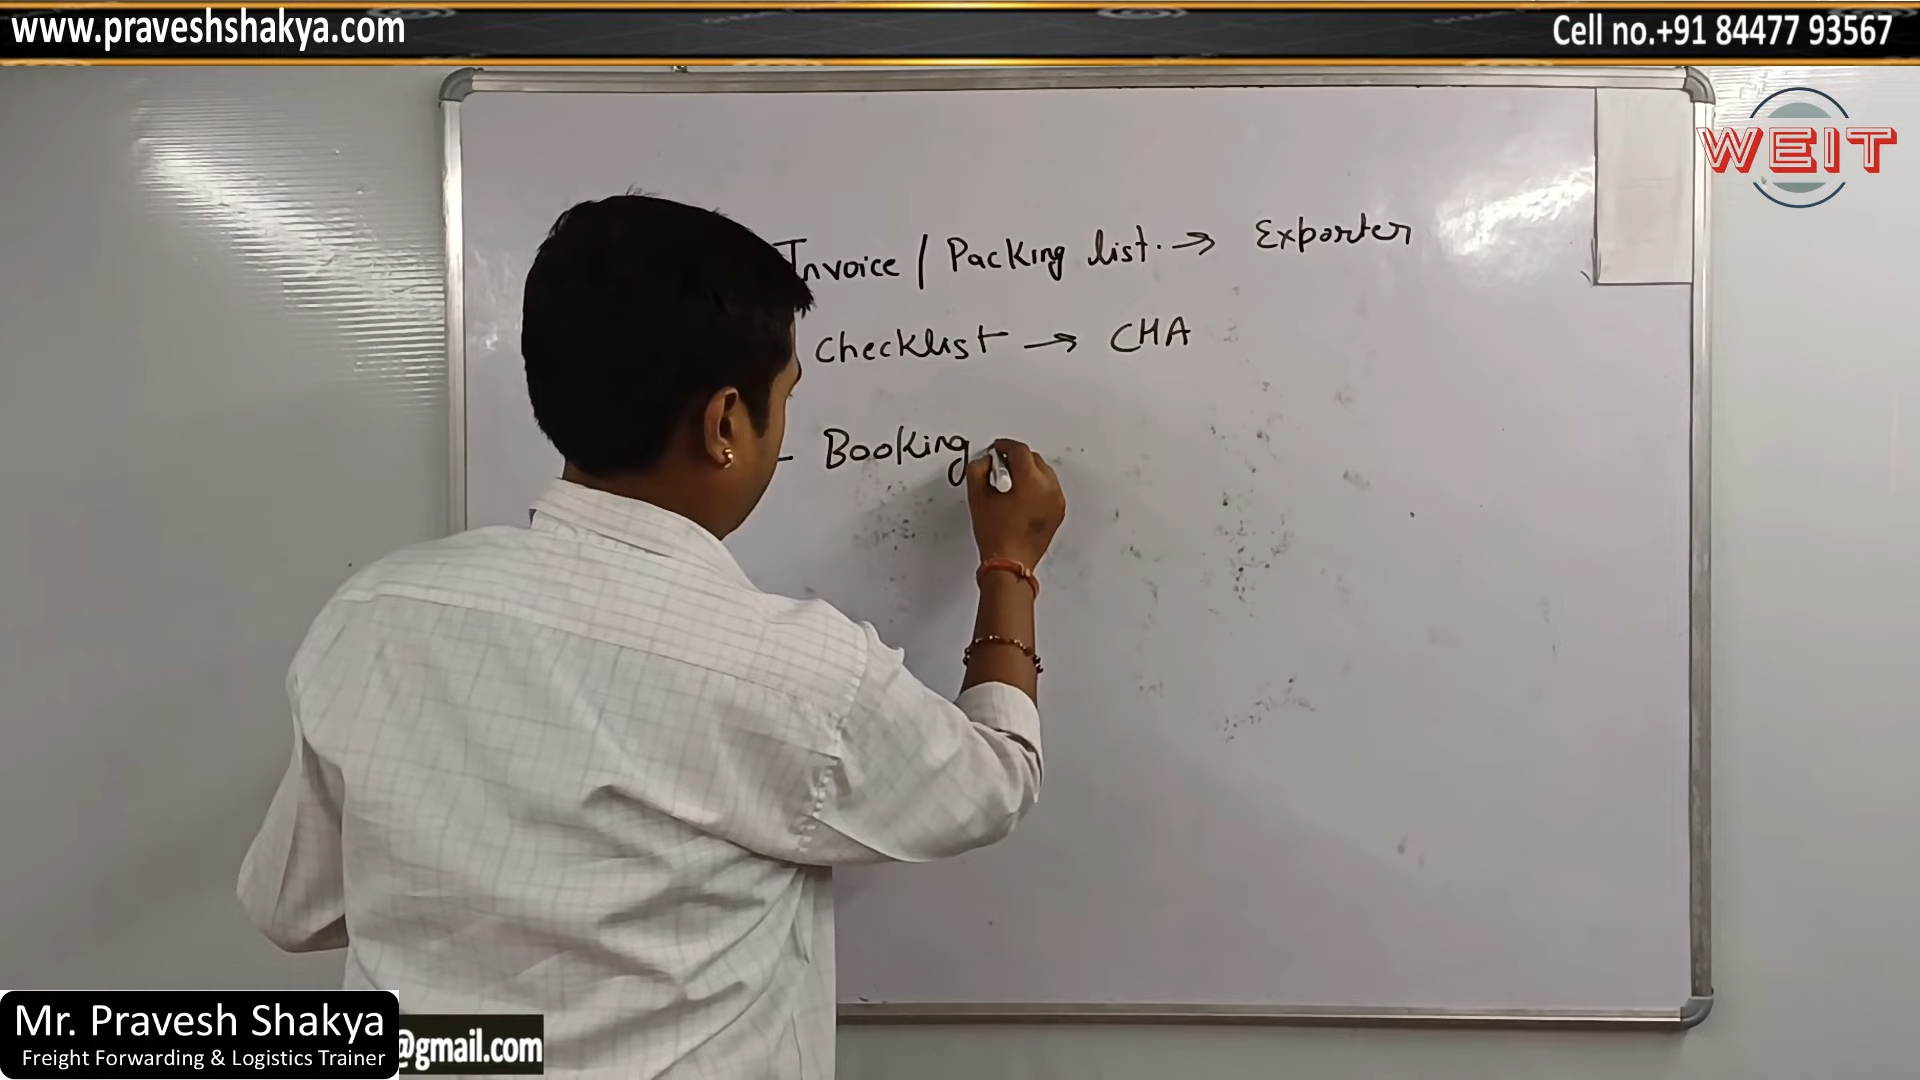 www.praveshshakya.com
Cell no.+91 84477 93567
WEIT
Invoice / Packing list. → Exporter
Checklist → CHA
- Booking
Mr. Pravesh Shakya
Freight Forwarding & Logistics Trainer
@gmail.com